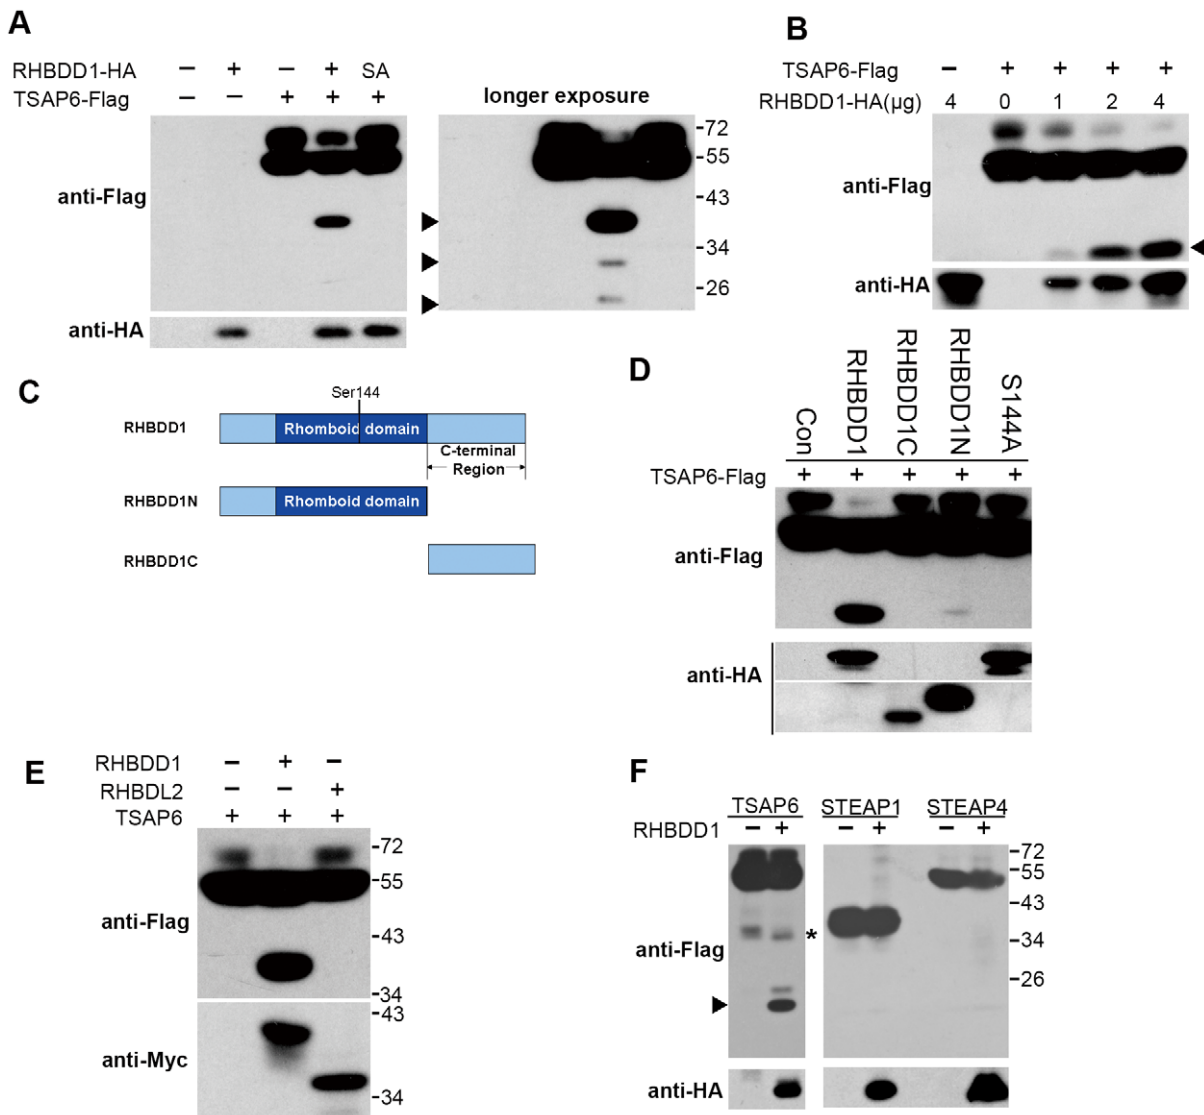 A
RHBDD1-HA − + − + SA
TSAP6-Flag − − + + +
longer exposure
anti-Flag
-72
-55
-43
-34
-26
anti-HA
B
TSAP6-Flag − + + + +
RHBDD1-HA(µg) 4 0 1 2 4
anti-Flag
anti-HA
C
Ser144
RHBDD1 Rhomboid domain
C-terminal
Region
RHBDD1N Rhomboid domain
RHBDD1C
D
Con RHBDD1 RHBDD1C RHBDD1N S144A
TSAP6-Flag + + + + +
anti-Flag
anti-HA
E
RHBDD1 − + −
RHBDL2 − − +
TSAP6 + + +
anti-Flag
-72
-55
-43
-34
anti-Myc
-43
-34
F
TSAP6 STEAP1 STEAP4
RHBDD1 − + − + − +
anti-Flag
*
-72
-55
-43
-34
-26
anti-HA